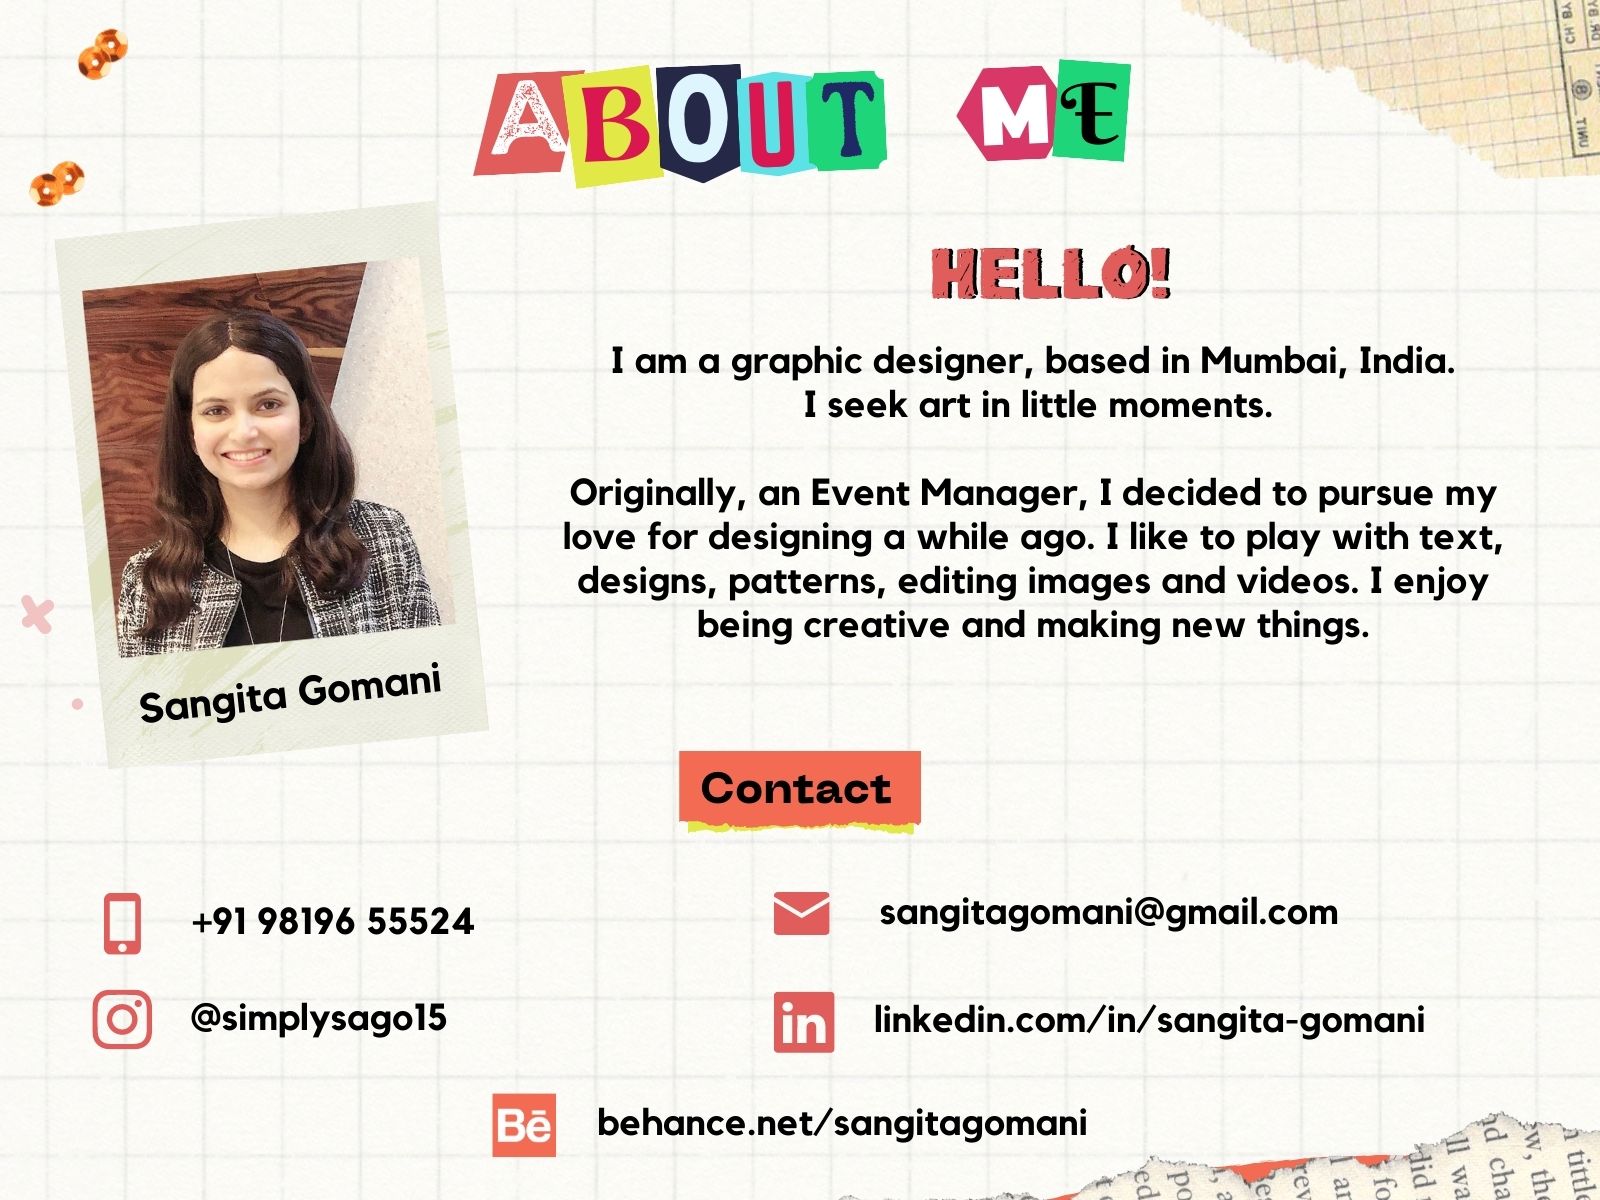 ABOUT ME
HELLO!
I am a graphic designer, based in Mumbai, India.
I seek art in little moments.
Originally, an Event Manager, I decided to pursue my
love for designing a while ago. I like to play with text,
designs, patterns, editing images and videos. I enjoy
being creative and making new things.
Sangita Gomani
Contact
+91 98196 55524
sangitagomani@gmail.com
@simplysago15
in
linkedin.com/in/sangita-gomani
Bē
behance.net/sangitagomani